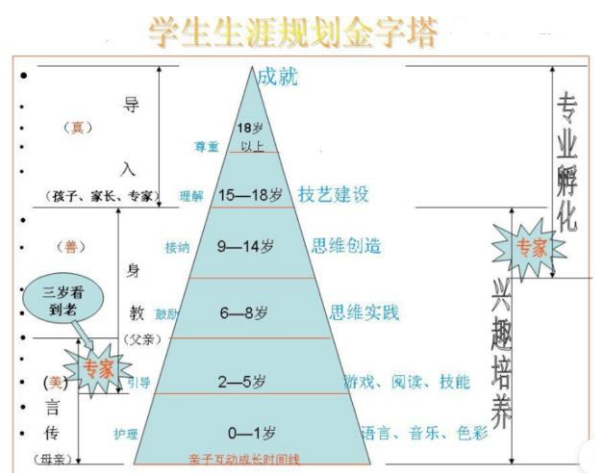 学生生涯规划金字塔
成就
导
（真）
18岁
以上
尊重
入
（孩子、家长、专家）
理解
15—18岁
技艺建设
专业孵化
（善）
接纳
9—14岁
思维创造
专家
身
三岁看
到老
教
鼓励
6—8岁
思维实践
（父亲）
兴趣培养
专家
(美)
引导
2—5岁
游戏、阅读、技能
言
传
护理
0—1岁
语言、音乐、色彩
(母亲)
亲子互动成长时间线